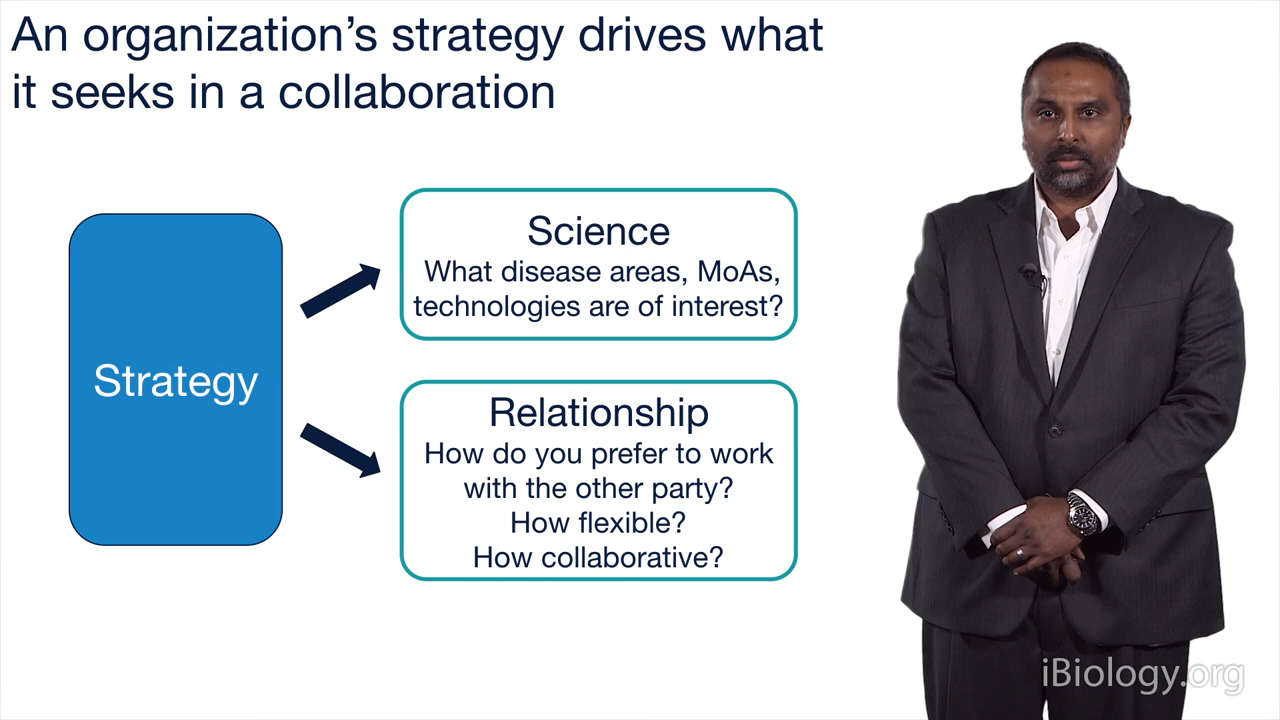 An organization's strategy drives what
it seeks in a collaboration
Strategy
Science
What disease areas, MoAs,
technologies are of interest?
Relationship
How do you prefer to work
with the other party?
How flexible?
How collaborative?
iBiology.org